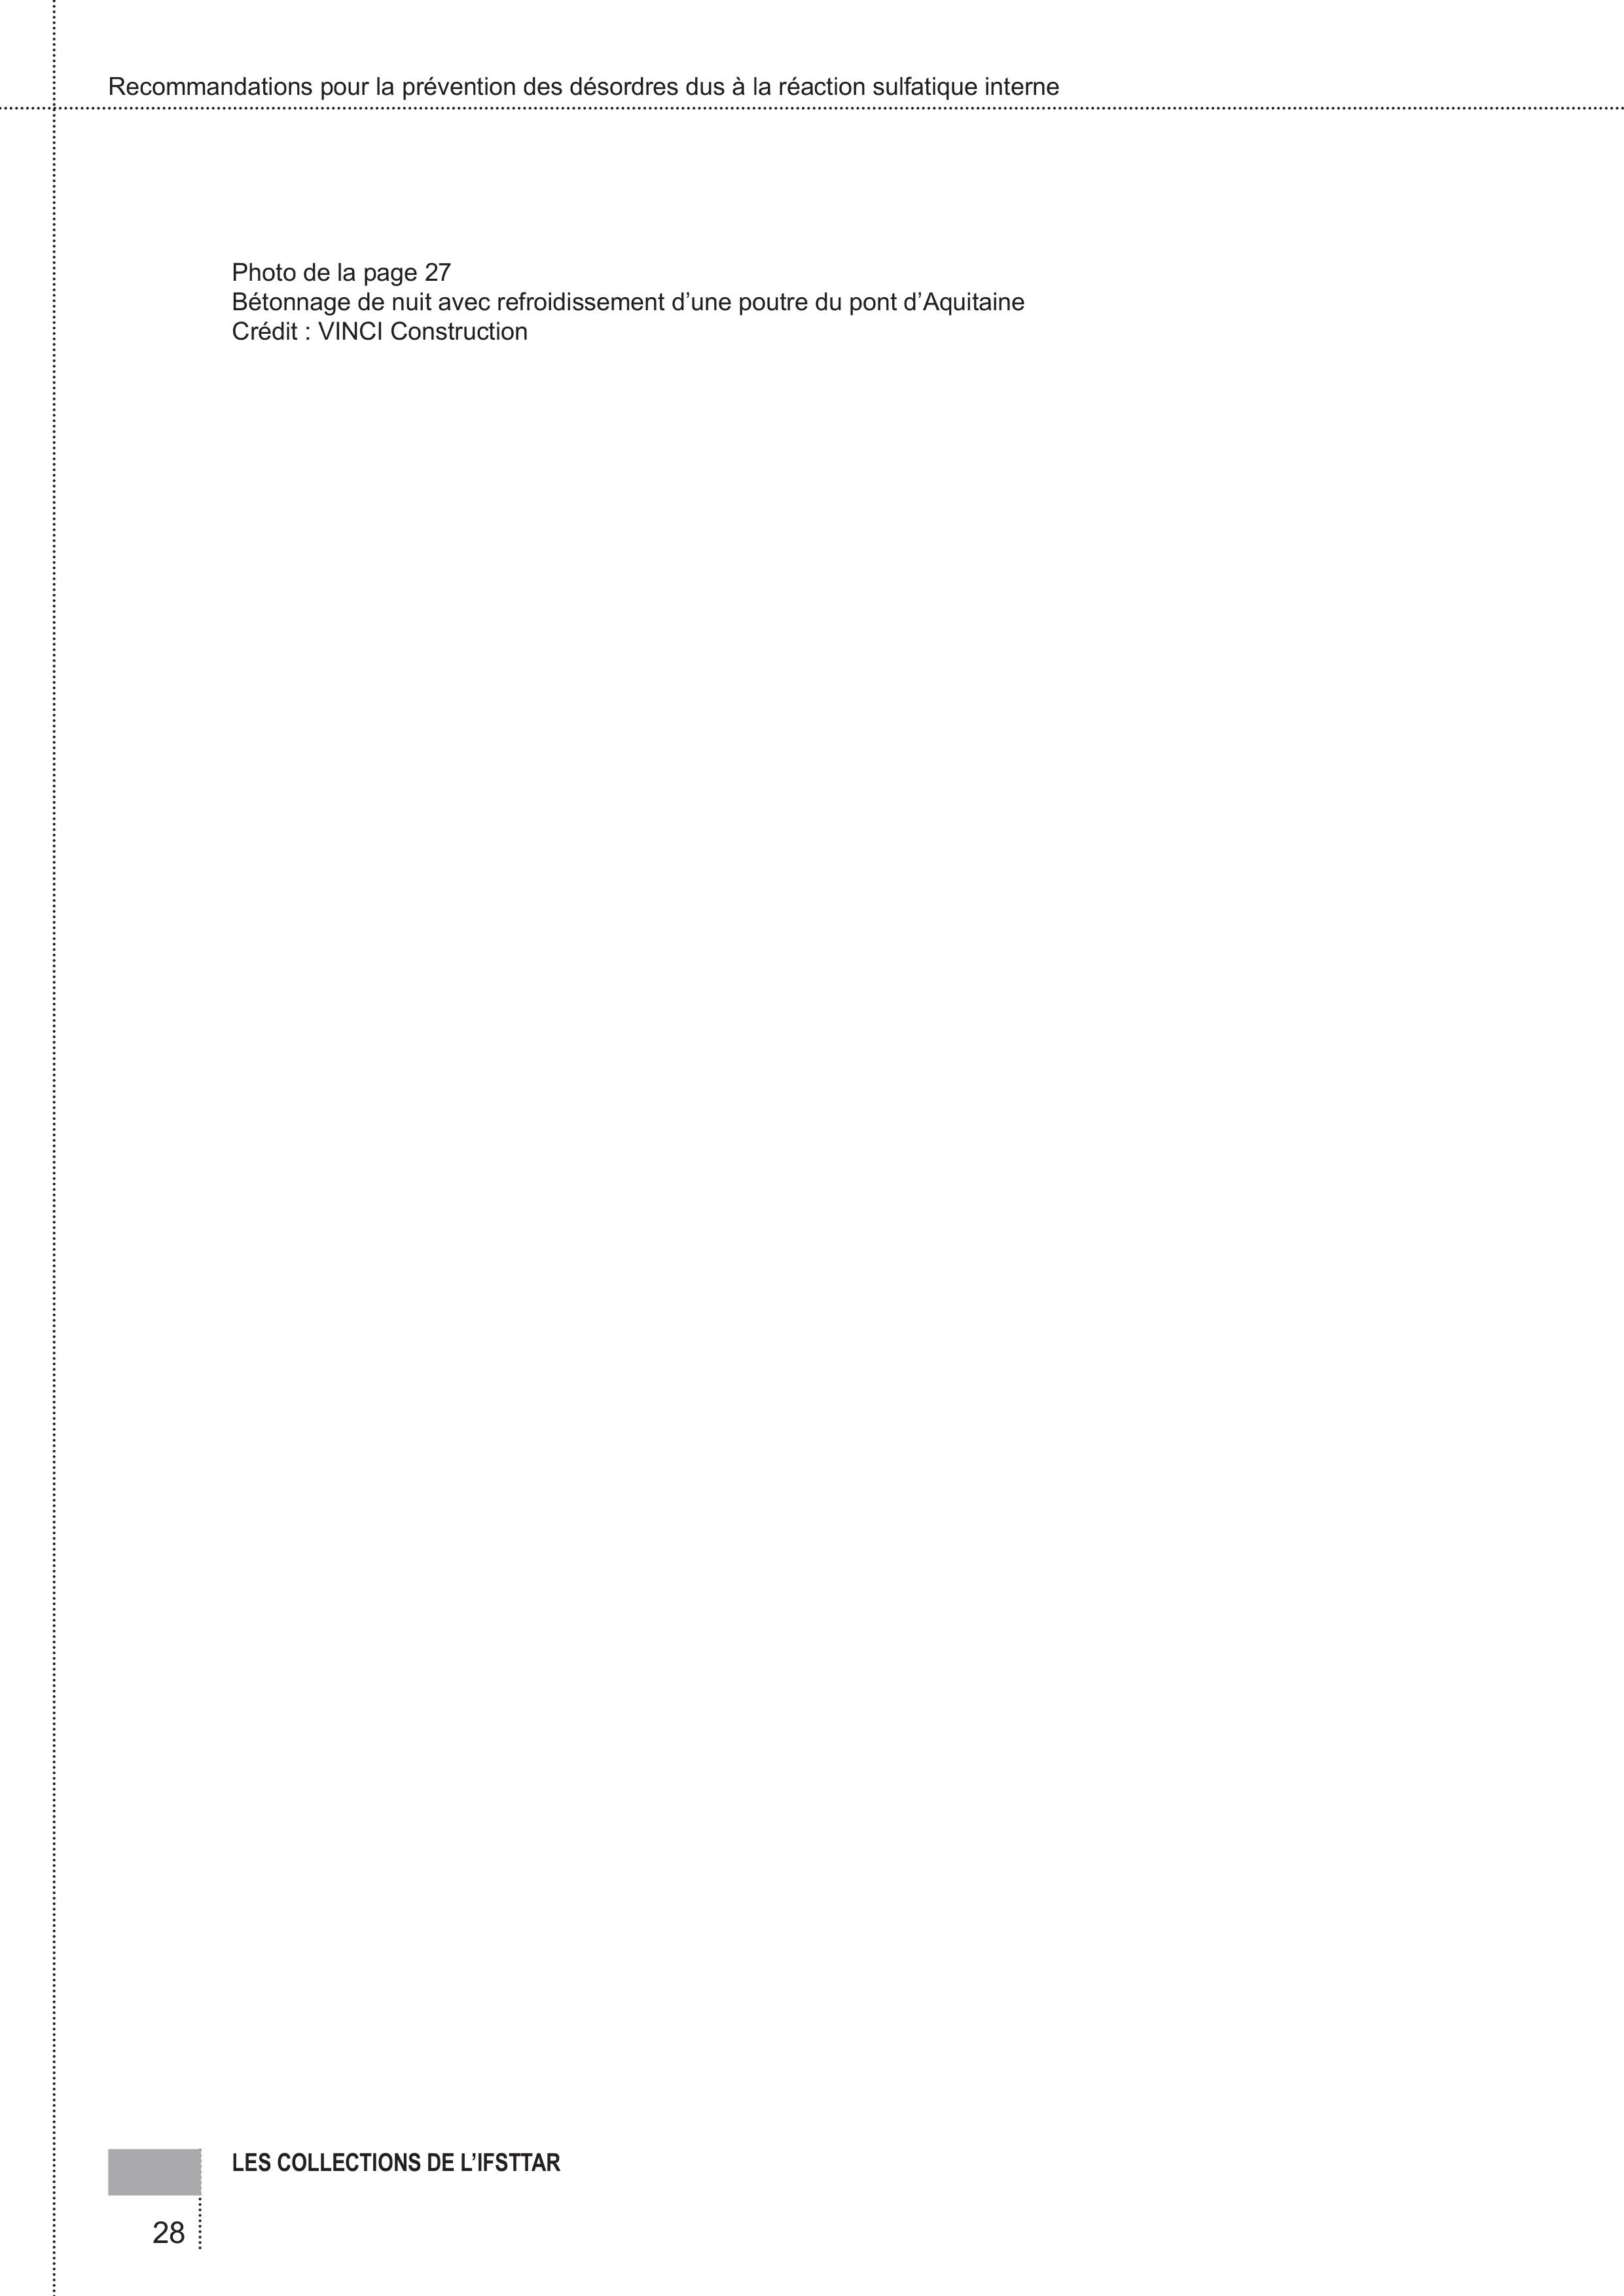 Recommandations pour la prévention des désordres dus à la réaction sulfatique interne
Photo de la page 27
Bétonnage de nuit avec refroidissement d’une poutre du pont d’Aquitaine
Crédit : VINCI Construction
LES COLLECTIONS DE L’IFSTTAR
28